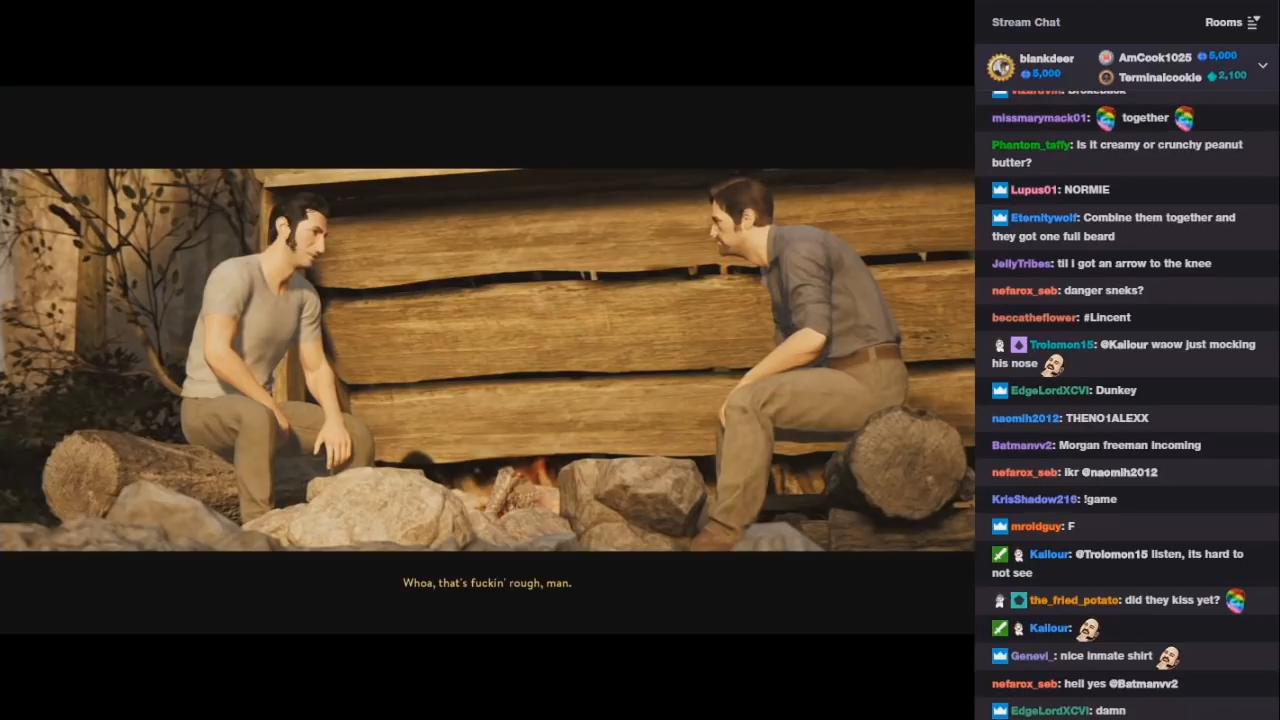 Stream Chat
Rooms
blankdeer
5,000
AmCook1025 5,000
Terminalcookie 2,100
missmarymack01: together
Phantom_taffy: Is it creamy or crunchy peanut
butter?
Lupus01: NORMIE
Eternitywolf: Combine them together and
they got one full beard
JellyTribes: til i got an arrow to the knee
nefarox_seb: danger sneks?
beccatheflower: #Lincent
Trolomon15: @Kailour waow just mocking
his nose
EdgeLordXCVI: Dunkey
naomih2012: THENO1ALEXX
Batmanvv2: Morgan freeman incoming
nefarox_seb: ikr @naomih2012
KrisShadow216: !game
mroldguy: F
Kailour: @Trolomon15 listen, its hard to
not see
the_fried_potato: did they kiss yet?
Kailour:
Genevi_: nice inmate shirt
nefarox_seb: hell yes @Batmanvv2
EdgeLordXCVI: damn
Whoa, that's fuckin' rough, man.